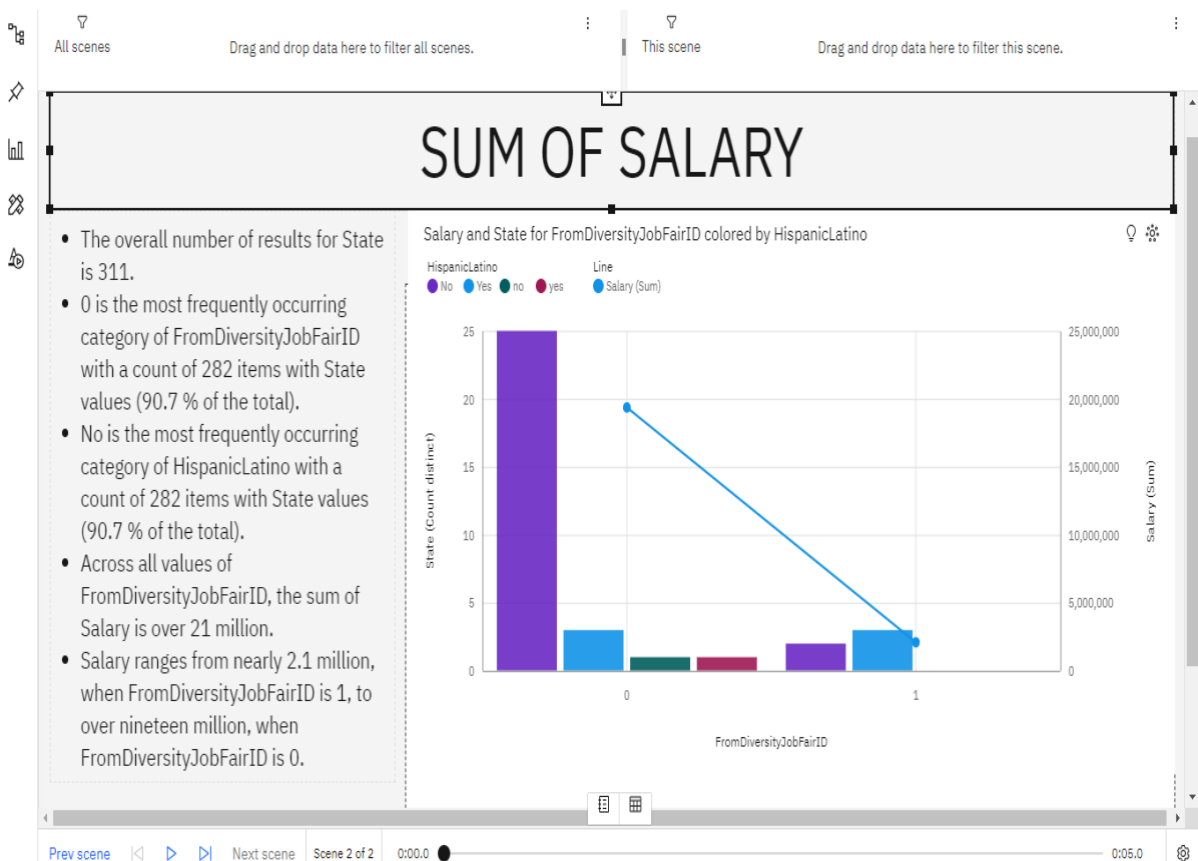 All scenes
Drag and drop data here to filter all scenes.
This scene
Drag and drop data here to filter this scene.
SUM OF SALARY
• The overall number of results for State
is 311.
• 0 is the most frequently occurring
category of FromDiversityJobFairID
with a count of 282 items with State
values (90.7 % of the total).
• No is the most frequently occurring
category of HispanicLatino with a
count of 282 items with State values
(90.7 % of the total).
• Across all values of
FromDiversityJobFairID, the sum of
Salary is over 21 million.
• Salary ranges from nearly 2.1 million,
when FromDiversityJobFairID is 1, to
over nineteen million, when
FromDiversityJobFairID is 0.
Salary and State for FromDiversityJobFairID colored by HispanicLatino
HispanicLatino
No Yes no yes
Line
Salary (Sum)
State (Count distinct)
25
20
15
10
5
0
25,000,000
20,000,000
15,000,000
10,000,000
5,000,000
0
Salary (Sum)
0 1
FromDiversityJobFairID
Prev scene
Next scene
Scene 2 of 2
0:00.0
0:05.0